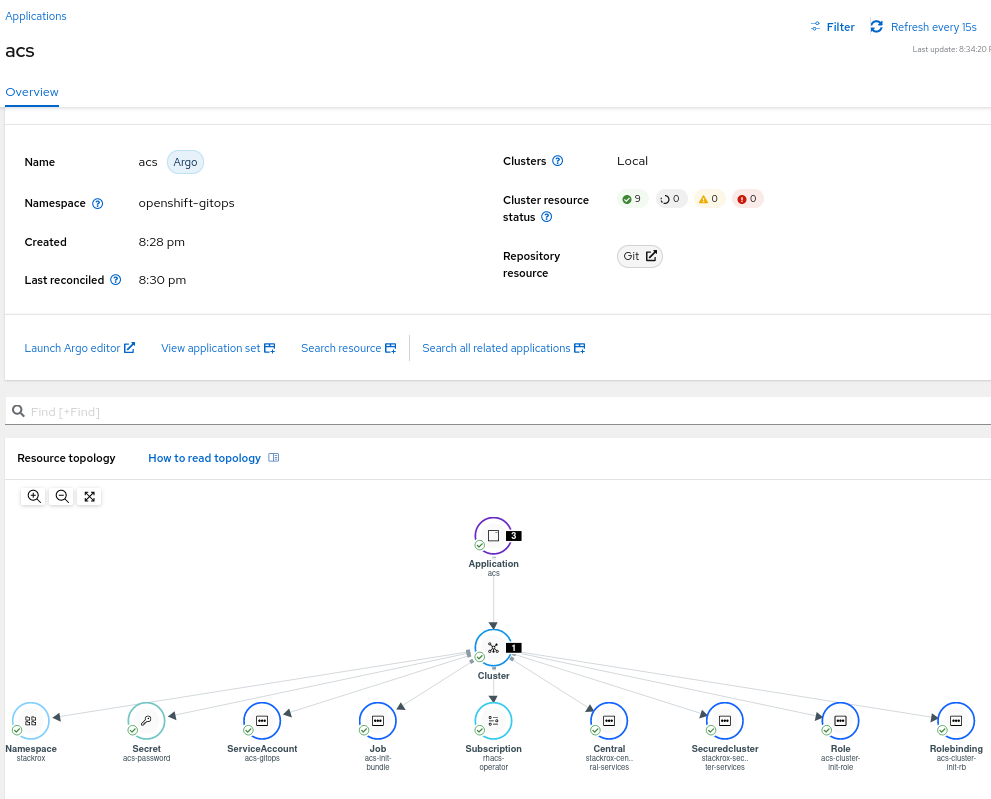 Applications
Filter Refresh every 15s
acs
Last update: 8:34:20
Overview
Name acs Argo
Clusters Local
Namespace openshift-gitops
Cluster resource
status
9 0 0 0
Created 8:28 pm
Repository
resource
Git
Last reconciled 8:30 pm
Launch Argo editor View application set Search resource Search all related applications
Find [+Find]
Resource topology How to read topology
3
Application
acs
1
Cluster
Namespace
stackrox
Secret
acs-password
ServiceAccount
acs-gitops
Job
acs-init-
bundle
Subscription
rhacs-
operator
Central
stackrox-cen..
ral-services
Securedcluster
stackrox-sec..
ter-services
Role
acs-cluster-
init-role
Rolebinding
acs-cluster-
init-rb